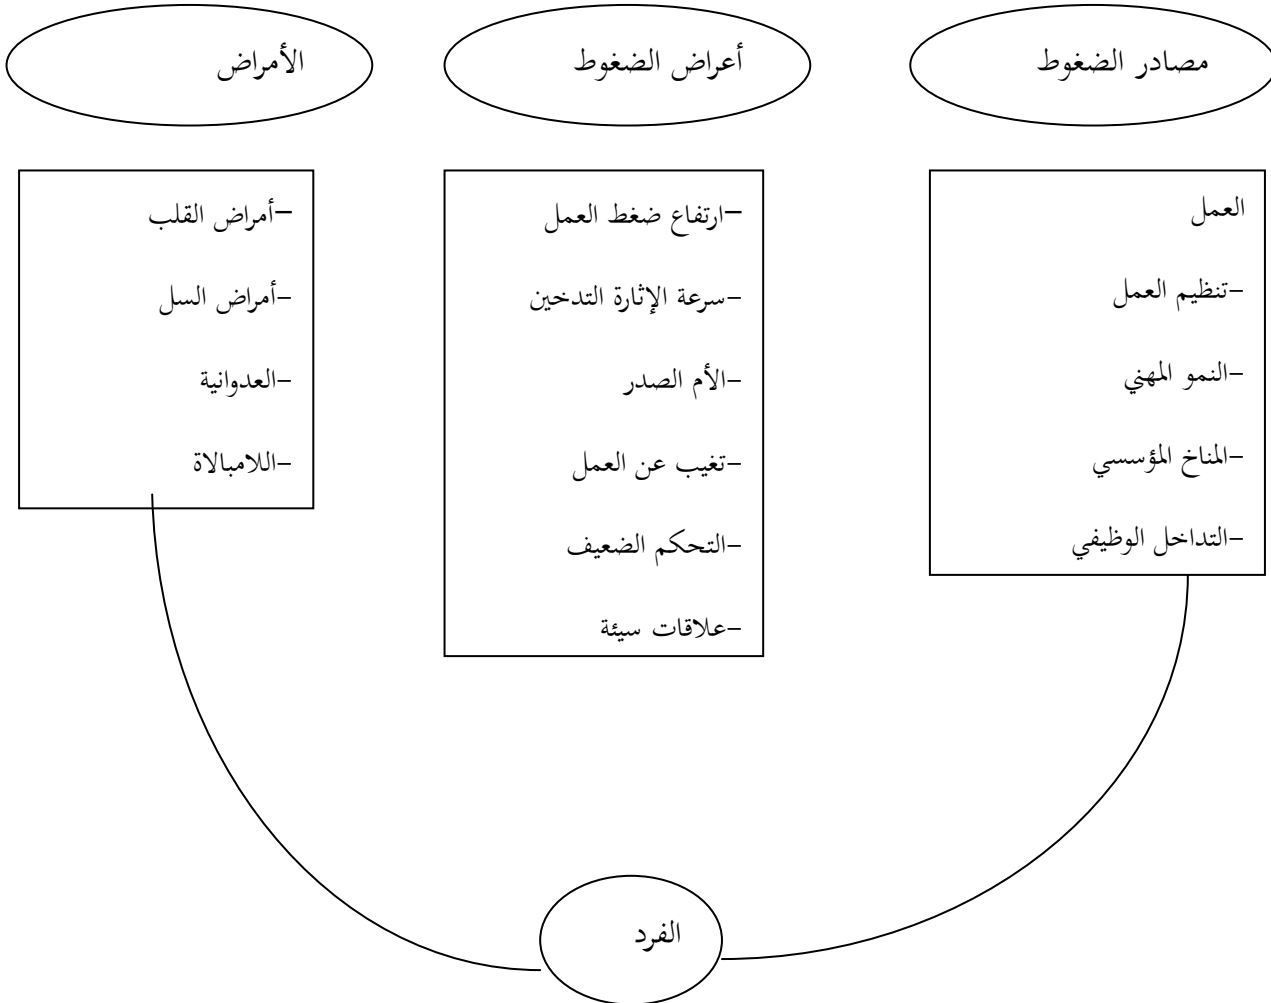 مصادر الضغوط
أعراض الضغوط
الأمراض
العمل
-تنظيم العمل
-النمو المهني
-المناخ المؤسسي
-التداخل الوظيفي
-ارتفاع ضغط العمل
-سرعة الإثارة التدخين
-الأم الصدر
-تغيب عن العمل
-التحكم الضعيف
-علاقات سيئة
-أمراض القلب
-أمراض السل
-العدوانية
-اللامبالاة
الفرد